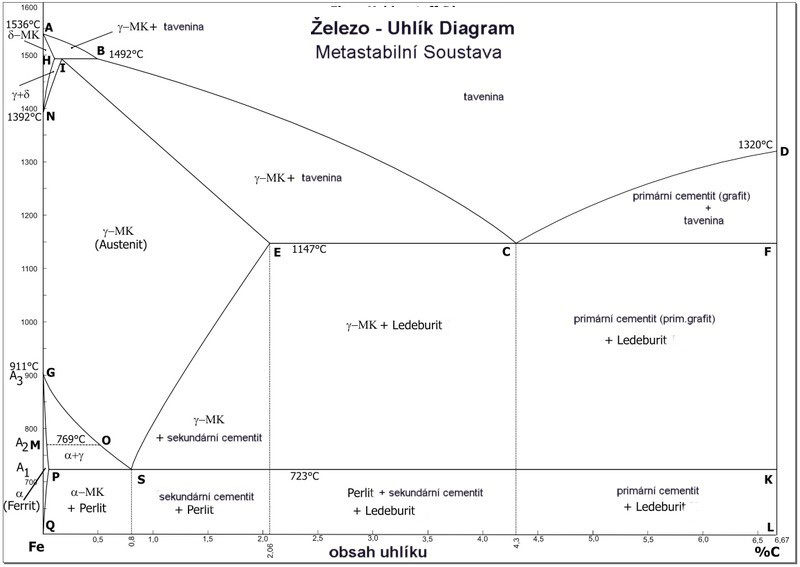 Železo - Uhlík Diagram
Metastabilní Soustava
1600
1536°C
A
γ–MK+ tavenina
δ–MK
B
1492°C
1500
H
I
tavenina
γ+δ
1400
N
1392°C
1320°C
D
1300
γ–MK+ tavenina
primární cementit (grafit)
+
tavenina
1200
γ–MK
(Austenit)
E
1147°C
C
F
1100
1000
γ–MK + Ledeburit
primární cementit (prim.grafit)
+ Ledeburit
911°C
G
A3
900
γ–MK
+ sekundární cementit
800
A2
M
769°C
O
α+γ
A1
700
P
S
723°C
K
α
(Ferrit)
α–MK
+ Perlit
sekundární cementit
+ Perlit
Perlit + sekundární cementit
+ Ledeburit
primární cementit
+ Ledeburit
Q
L
Fe
0,5
0,8
1,0
1,5
2,0
2,06
2,5
3,0
3,5
4,0
4,3
4,5
5,0
5,5
6,0
6,5
6,67
obsah uhlíku
%C